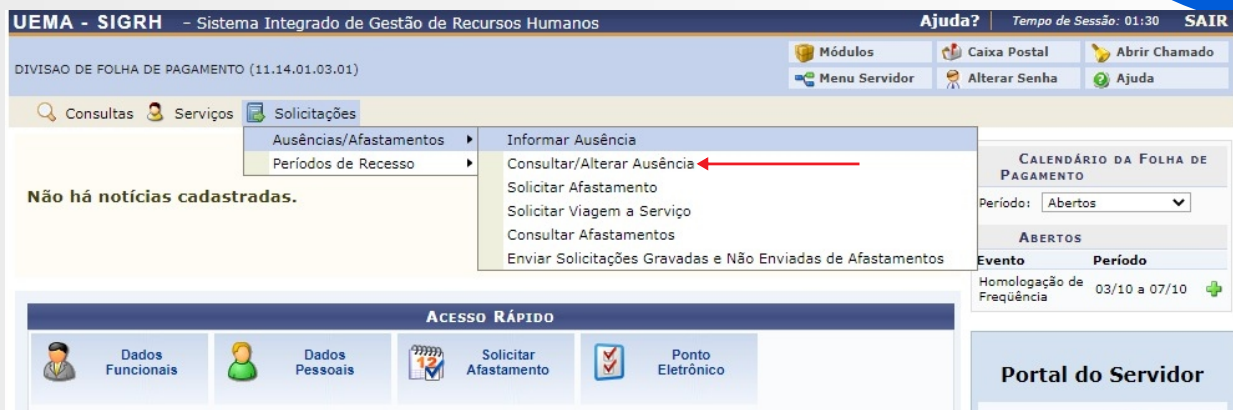 UEMA - SIGRH - Sistema Integrado de Gestão de Recursos Humanos Ajuda? Tempo de Sessão: 01:30 SAIR
DIVISAO DE FOLHA DE PAGAMENTO (11.14.01.03.01)
Módulos Caixa Postal Abrir Chamado
Menu Servidor Alterar Senha Ajuda
Consultas Serviços Solicitações
Ausências/Afastamentos
Períodos de Recesso
Informar Ausência
Consultar/Alterar Ausência
Solicitar Afastamento
Solicitar Viagem a Serviço
Consultar Afastamentos
Enviar Solicitações Gravadas e Não Enviadas de Afastamentos
Não há notícias cadastradas.
CALENDÁRIO DA FOLHA DE
PAGAMENTO
Período: Abertos
ABERTOS
Evento Período
Homologação de
Freqüência 03/10 a 07/10
ACESSO RÁPIDO
Dados
Funcionais
Dados
Pessoais
12
Solicitar
Afastamento
Ponto
Eletrônico
Portal do Servidor